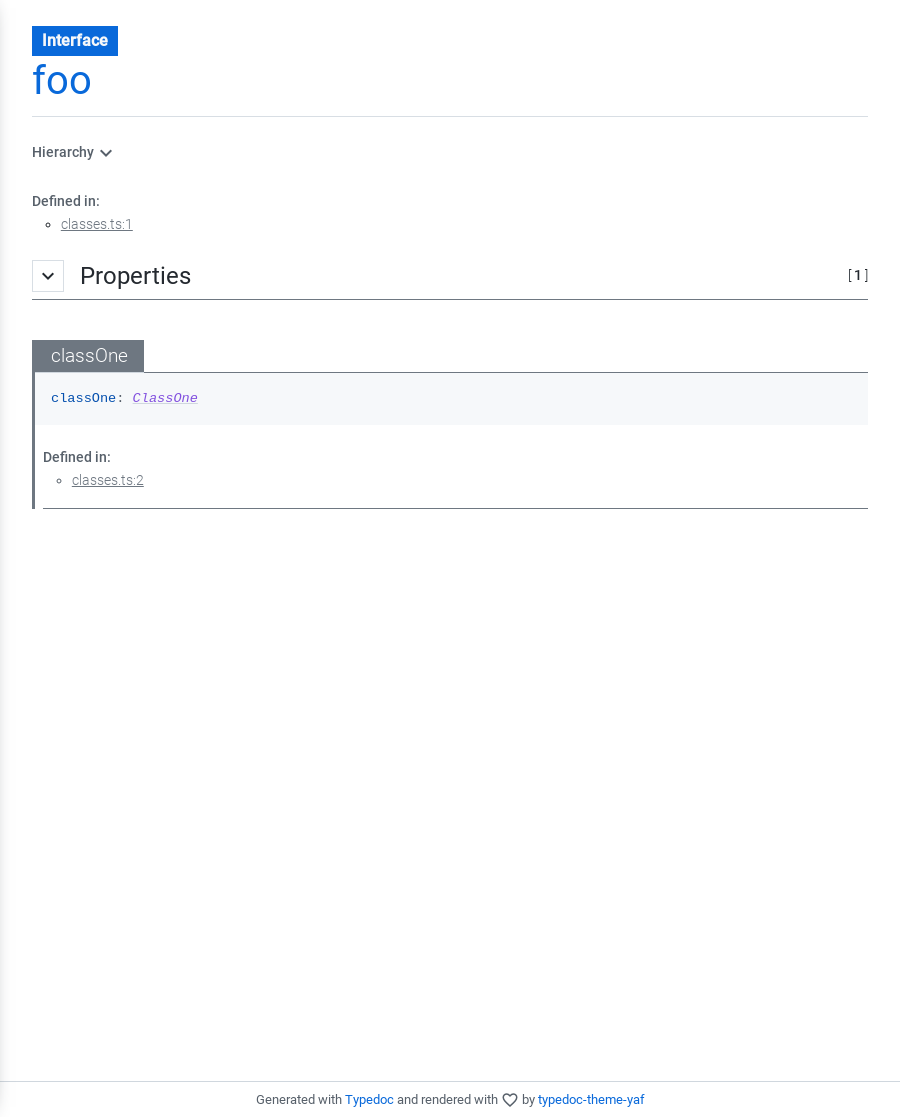 Interface
foo
Hierarchy
Defined in:
classes.ts:1
Properties [ 1 ]
classOne
classOne: ClassOne
Defined in:
classes.ts:2
Generated with Typedoc and rendered with by typedoc-theme-yaf